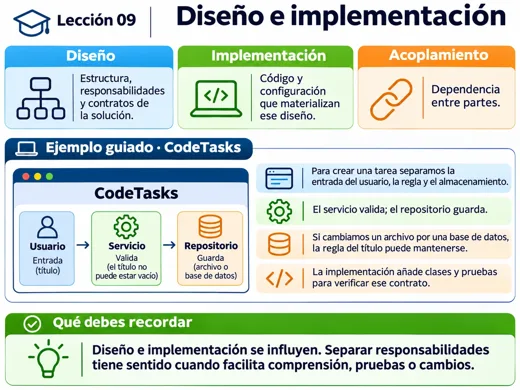 Lección 09
Diseño e implementación
Diseño
Estructura,
responsabilidades
y contratos de
la solución.
Implementación
</>
Código y
configuración
que materializan
ese diseño.
Acoplamiento
Dependencia
entre partes.
Ejemplo guiado · CodeTasks
CodeTasks
Usuario
Entrada
(título)
Servicio
Valida
(el título no
puede estar vacío)
Repositorio
Guarda
(archivo o
base de datos)
Para crear una tarea separamos la
entrada del usuario, la regla y el almacenamiento.
El servicio valida; el repositorio guarda.
Si cambiamos un archivo por una base de datos,
la regla del título puede mantenerse.
</>
La implementación añade clases y pruebas
para verificar ese contrato.
Qué debes recordar
Diseño e implementación se influyen. Separar responsabilidades
tiene sentido cuando facilita comprensión, pruebas o cambios.